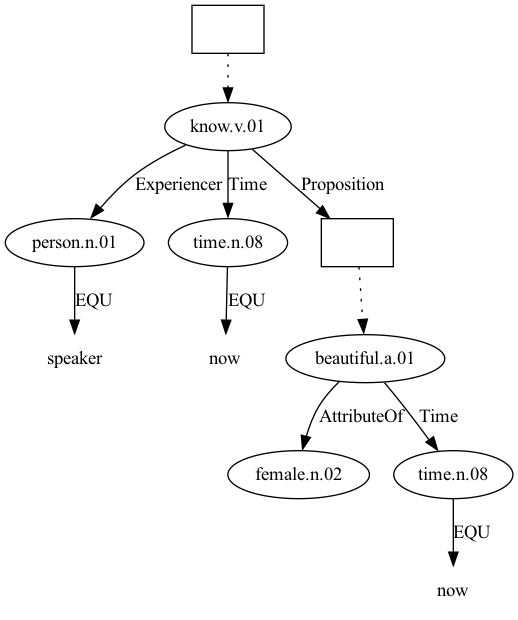 know.v.01
Experiencer Time Proposition
person.n.01 time.n.08
EQU EQU
speaker now beautiful.a.01
AttributeOf Time
female.n.02 time.n.08
EQU
now